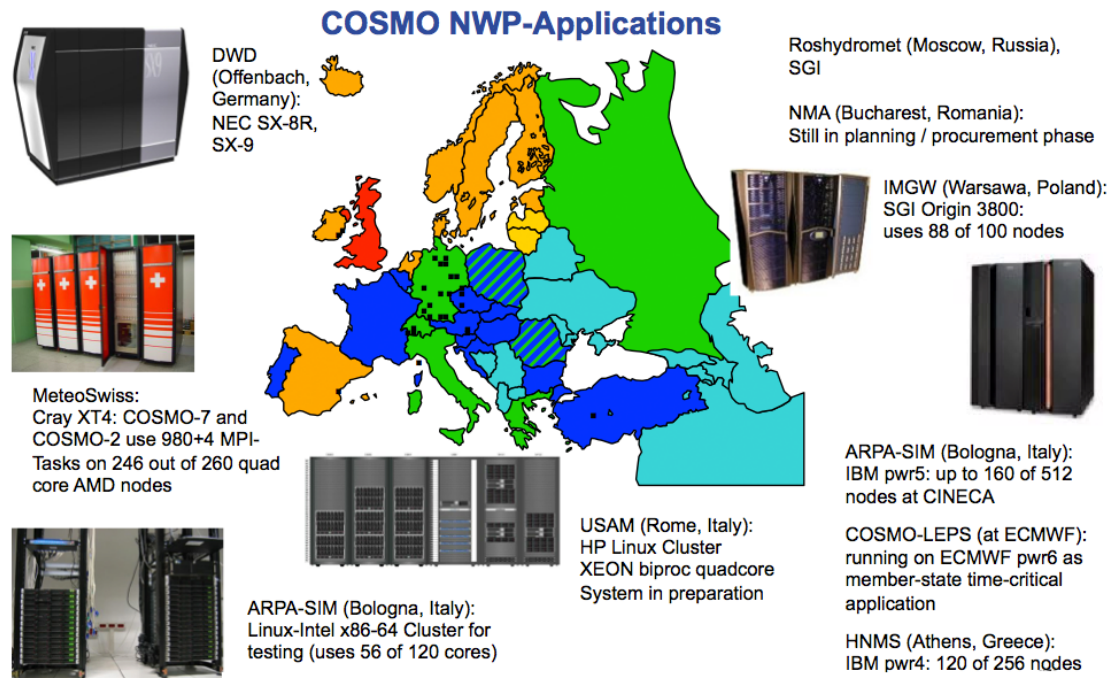 COSMO NWP-Applications
DWD
(Offenbach,
Germany):
NEC SX-8R,
SX-9
Roshydromet (Moscow, Russia),
SGI
NMA (Bucharest, Romania):
Still in planning / procurement phase
IMGW (Warsawa, Poland):
SGI Origin 3800:
uses 88 of 100 nodes
MeteoSwiss:
Cray XT4: COSMO-7 and
COSMO-2 use 980+4 MPI-
Tasks on 246 out of 260 quad
core AMD nodes
ARPA-SIM (Bologna, Italy):
Linux-Intel x86-64 Cluster for
testing (uses 56 of 120 cores)
USAM (Rome, Italy):
HP Linux Cluster
XEON biproc quadcore
System in preparation
ARPA-SIM (Bologna, Italy):
IBM pwr5: up to 160 of 512
nodes at CINECA
COSMO-LEPS (at ECMWF):
running on ECMWF pwr6 as
member-state time-critical
application
HNMS (Athens, Greece):
IBM pwr4: 120 of 256 nodes